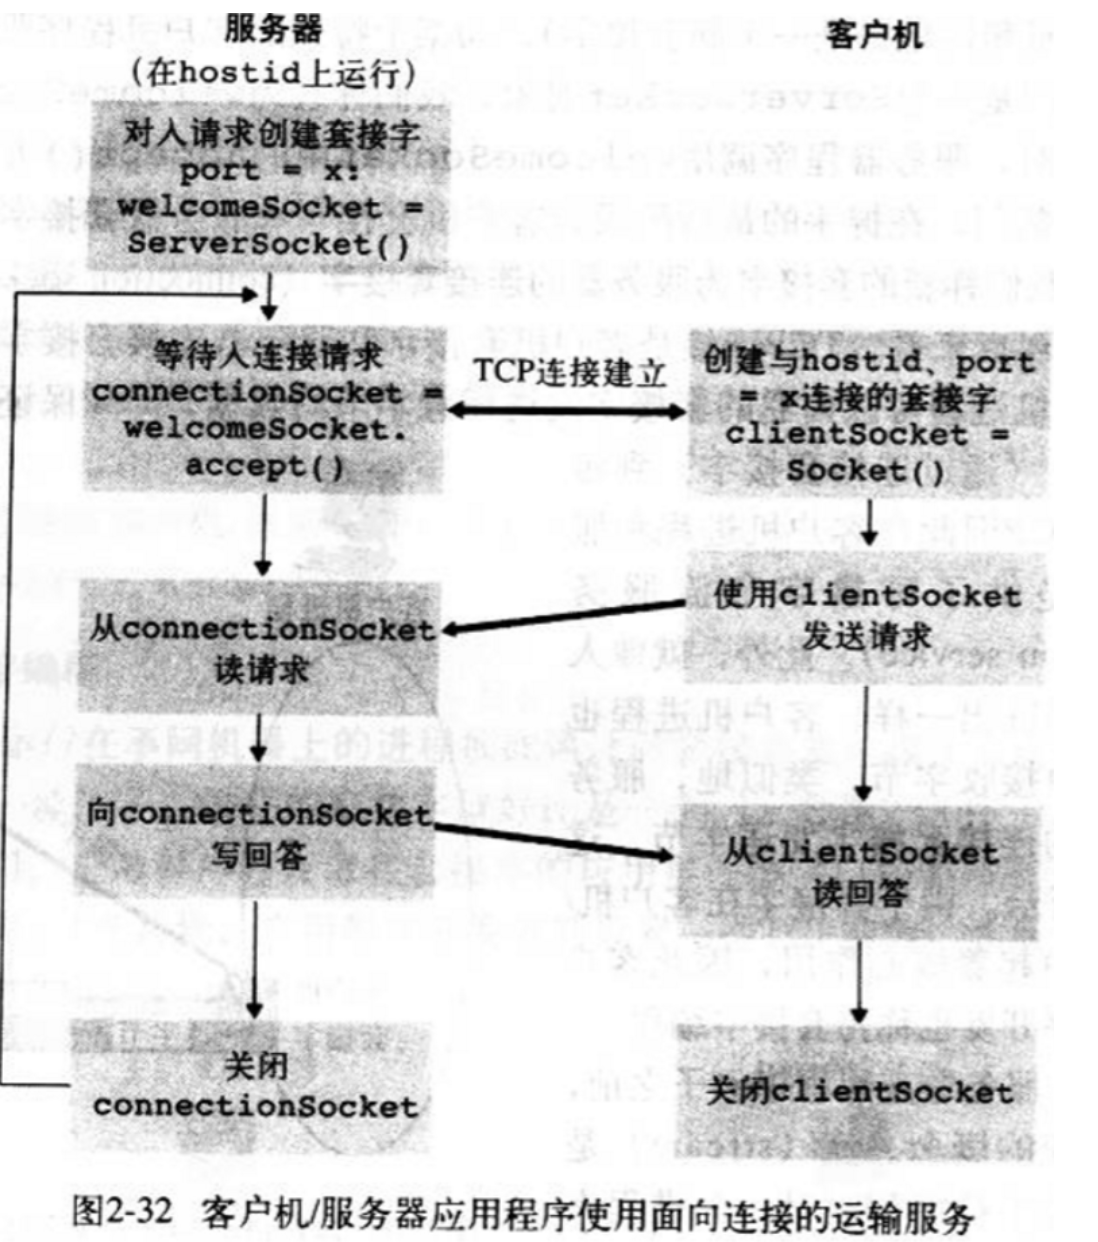 服务器
(在hostid上运行)
对入请求创建套接字
port = x:
welcomeSocket =
ServerSocket()
等待入连接请求
connectionSocket =
welcomeSocket.
accept()
从connectionSocket
读请求
向connectionSocket
写回答
关闭
connectionSocket
TCP连接建立
客户机
创建与hostid、port
= x连接的套接字
clientSocket =
Socket()
使用clientSocket
发送请求
从clientSocket
读回答
关闭clientSocket
图2-32 客户机/服务器应用程序使用面向连接的运输服务